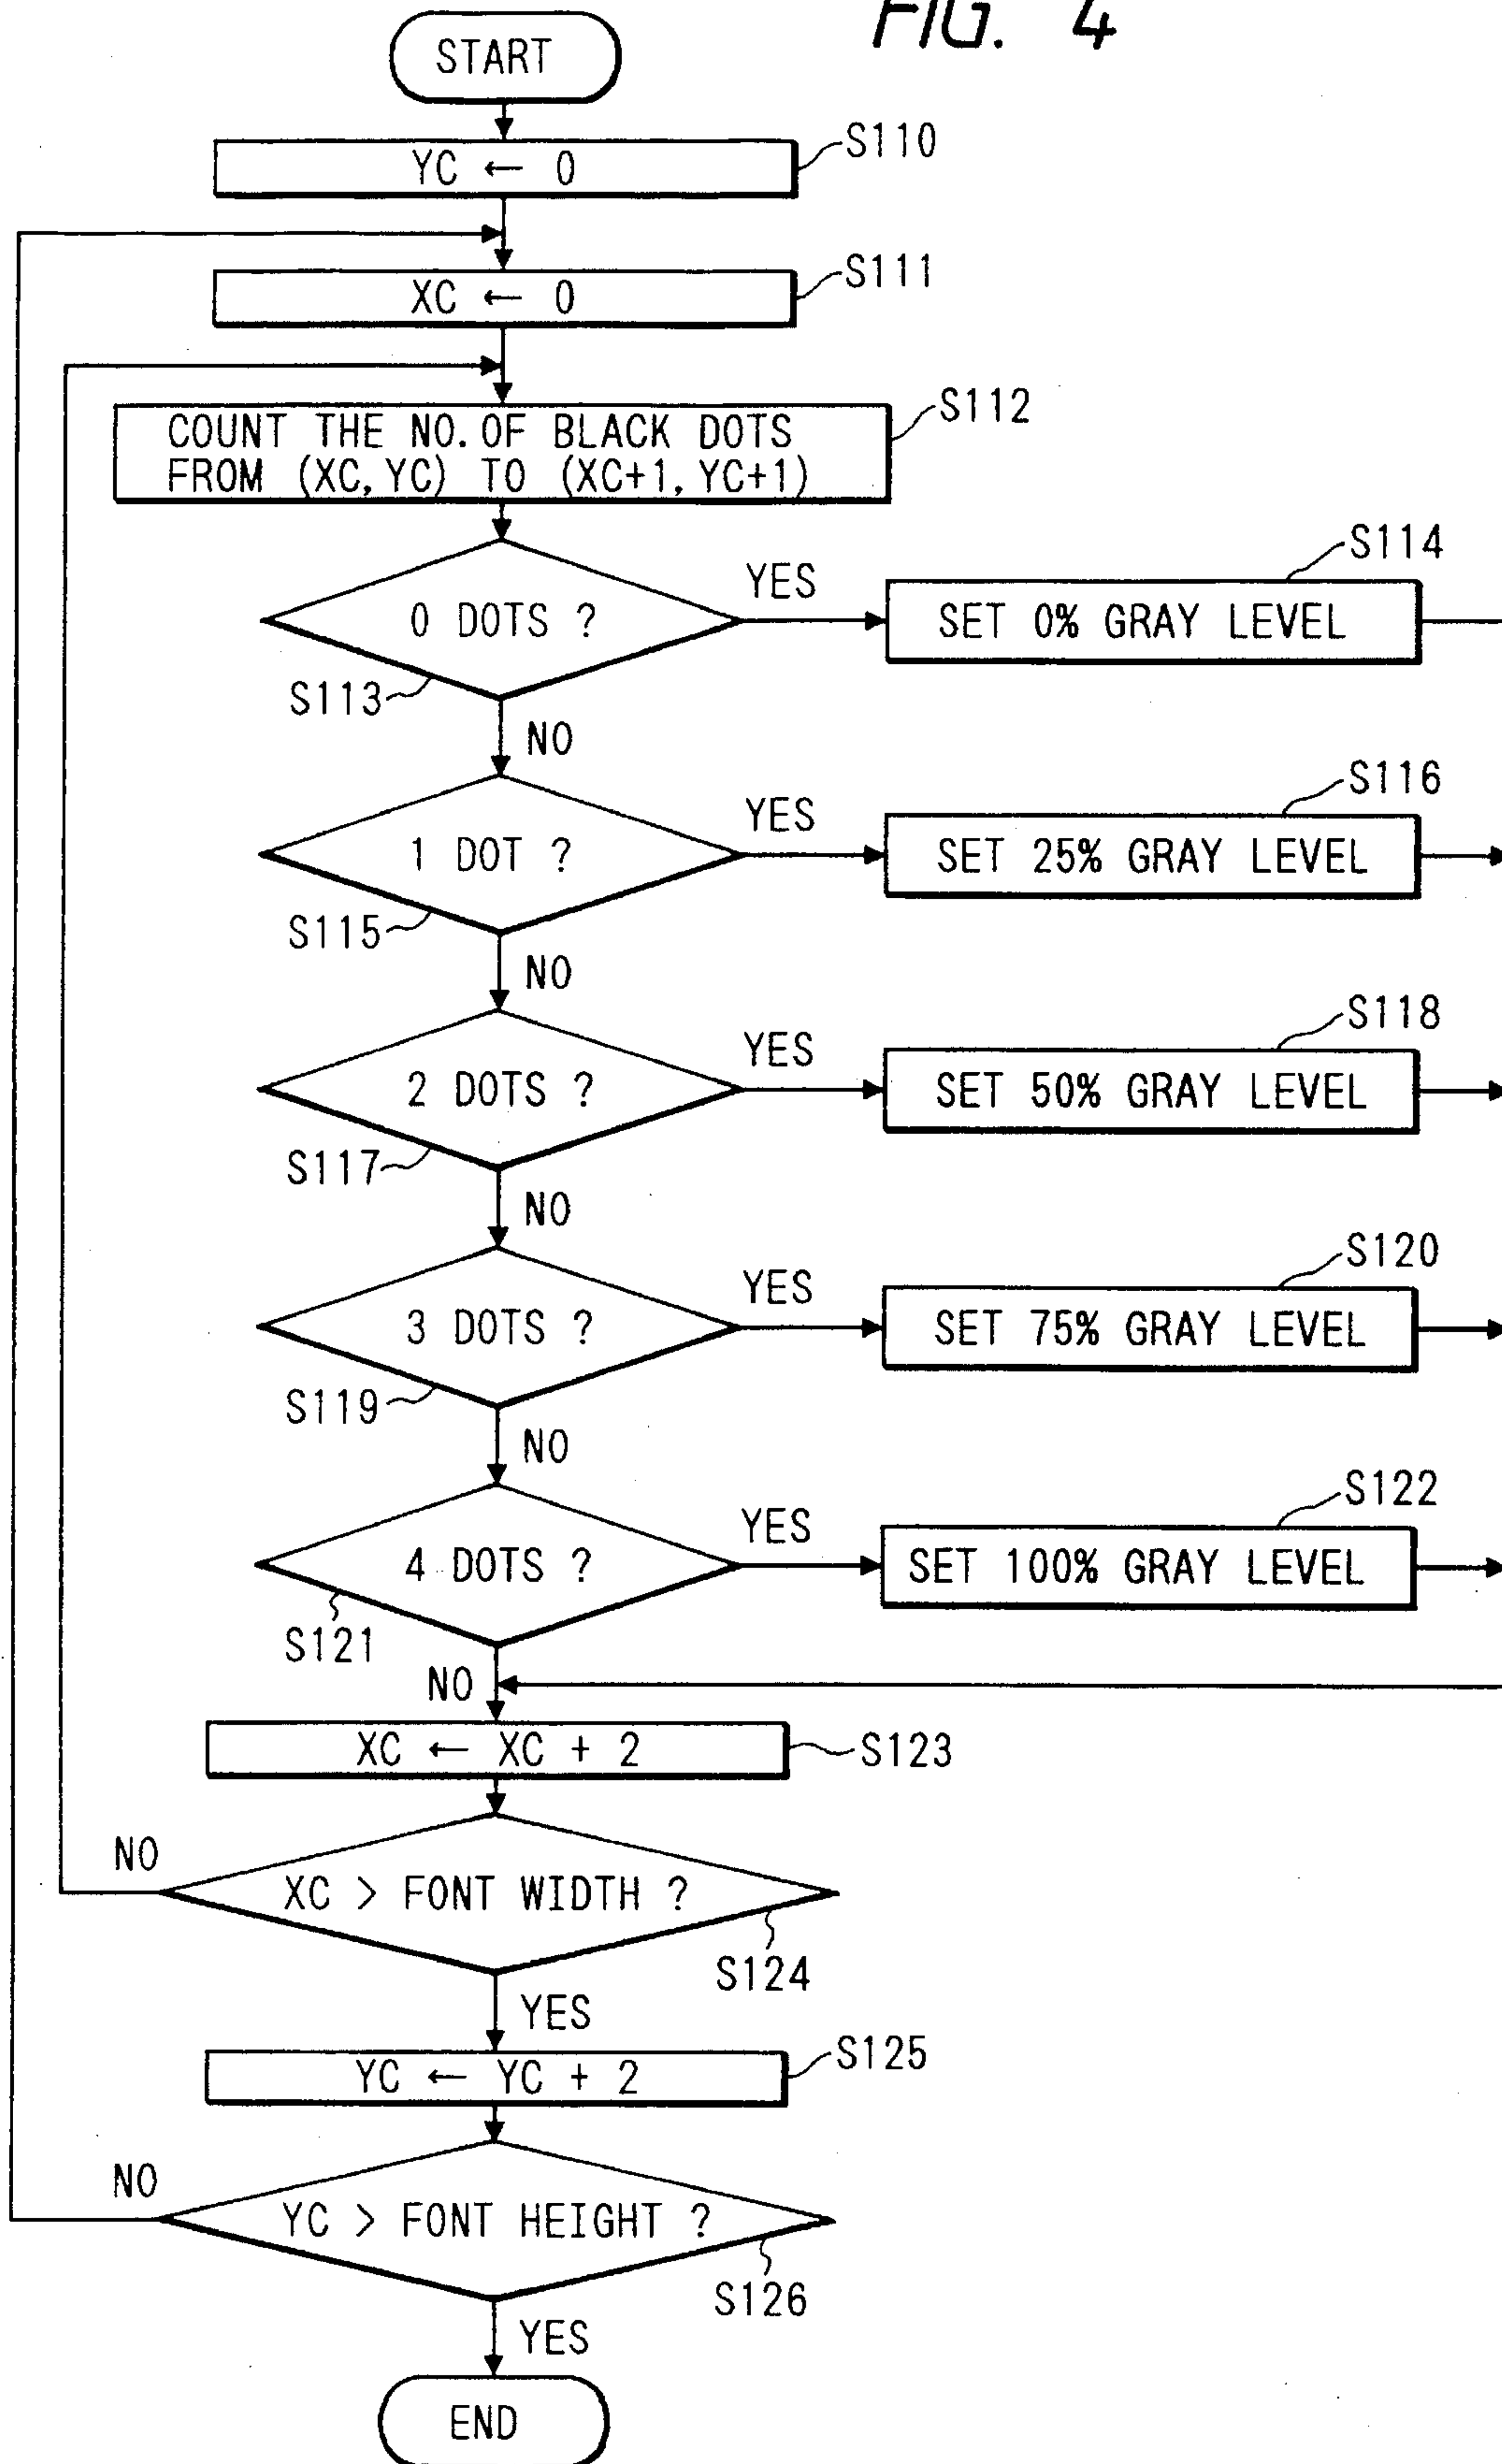 FIG. 4
START
YC ← 0
S110
XC ← 0
S111
COUNT THE NO. OF BLACK DOTS
FROM (XC, YC) TO (XC+1, YC+1)
S112
0 DOTS ?
S113
YES
SET 0% GRAY LEVEL
S114
NO
1 DOT ?
S115
YES
SET 25% GRAY LEVEL
S116
NO
2 DOTS ?
S117
YES
SET 50% GRAY LEVEL
S118
NO
3 DOTS ?
S119
YES
SET 75% GRAY LEVEL
S120
NO
4 DOTS ?
S121
YES
SET 100% GRAY LEVEL
S122
NO
XC ← XC + 2
S123
NO
XC > FONT WIDTH ?
S124
YES
YC ← YC + 2
S125
NO
YC > FONT HEIGHT ?
S126
YES
END